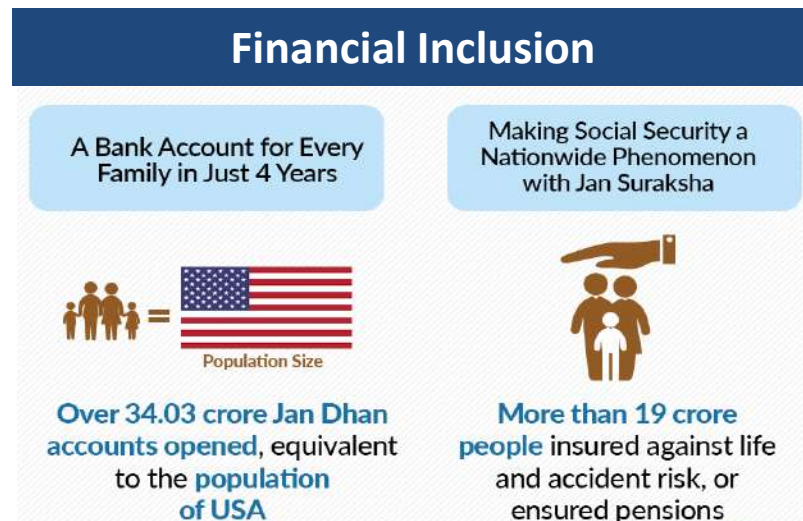 Financial Inclusion
A Bank Account for Every
Family in Just 4 Years
Population Size
Over 34.03 crore Jan Dhan
accounts opened, equivalent
to the population
of USA
Making Social Security a
Nationwide Phenomenon
with Jan Suraksha
More than 19 crore
people insured against life
and accident risk, or
ensured pensions